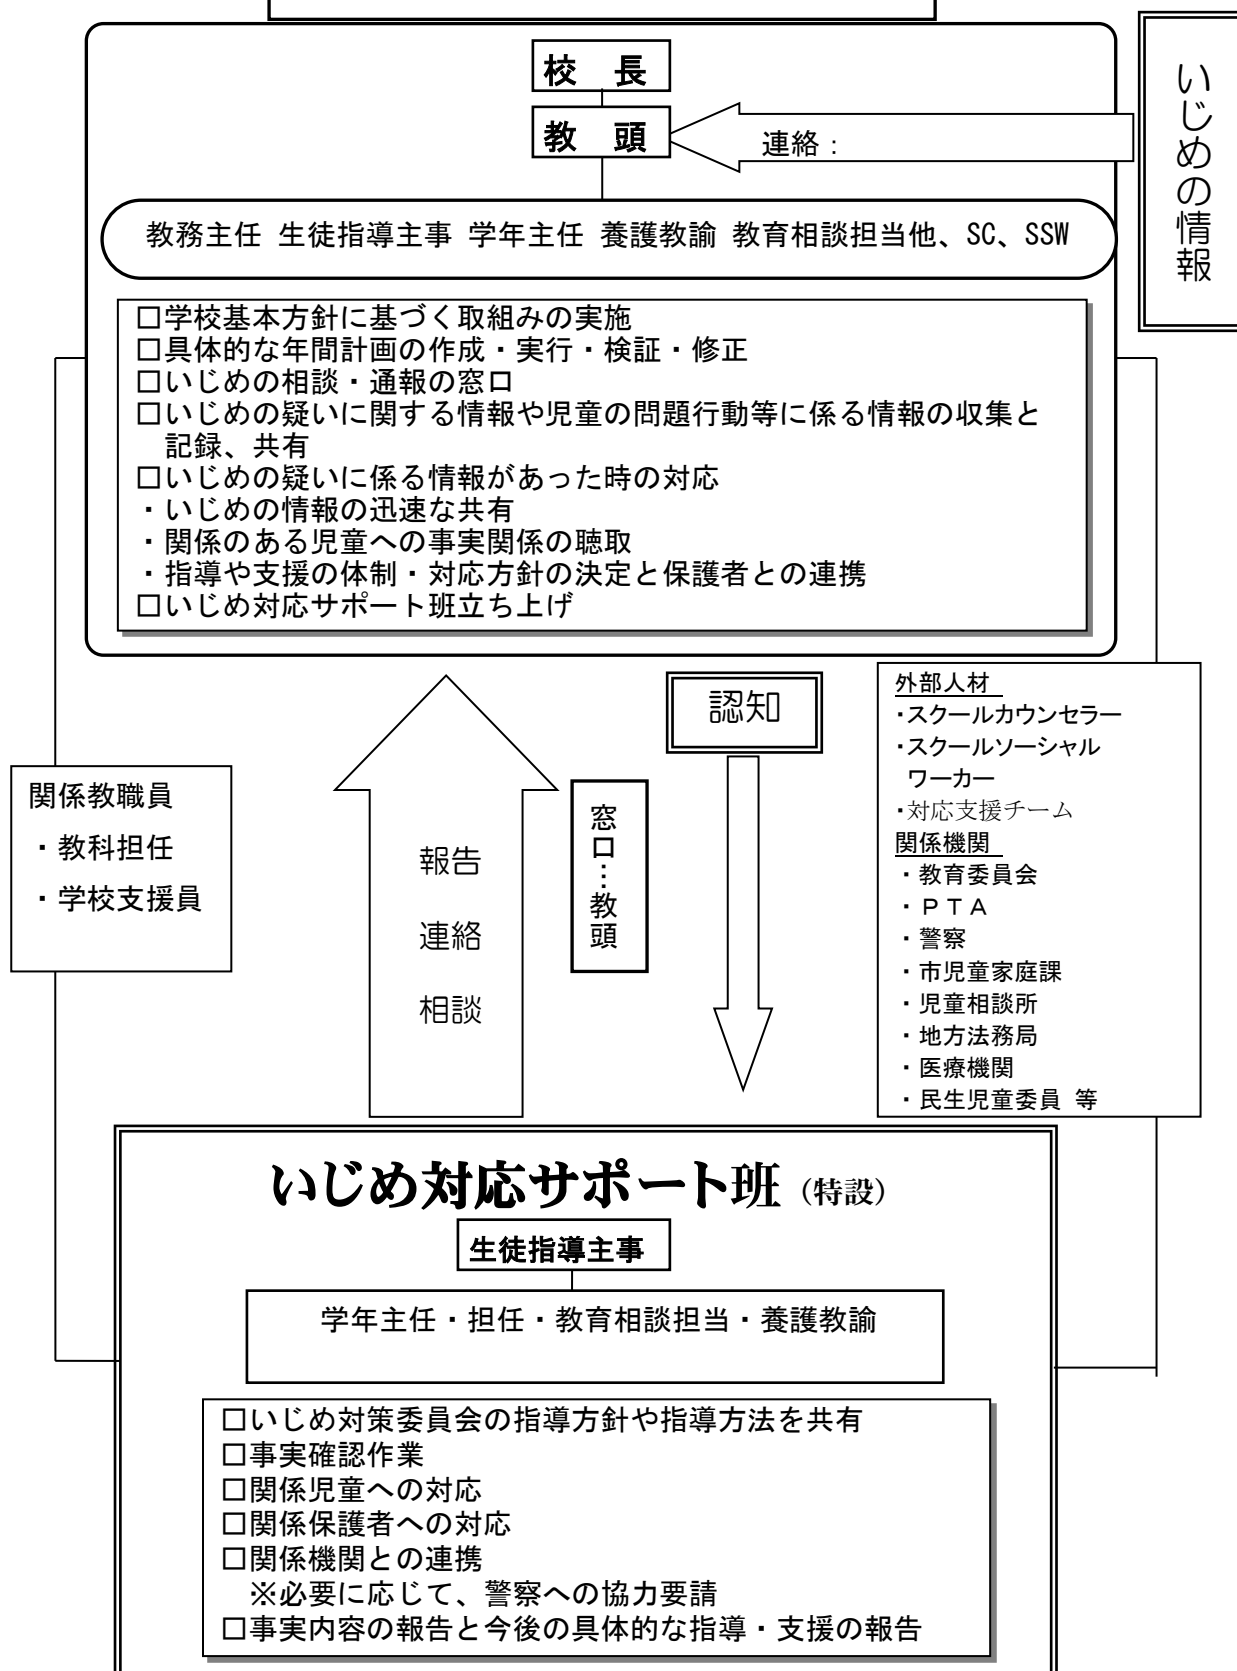 校　長
教　頭
連絡：
いじめの情報
教務主任 生徒指導主事 学年主任 養護教諭 教育相談担当他、SC、SSW
□学校基本方針に基づく取組みの実施
□具体的な年間計画の作成・実行・検証・修正
□いじめの相談・通報の窓口
□いじめの疑いに関する情報や児童の問題行動等に係る情報の収集と
記録、共有
□いじめの疑いに係る情報があった時の対応
・いじめの情報の迅速な共有
・関係のある児童への事実関係の聴取
・指導や支援の体制・対応方針の決定と保護者との連携
□いじめ対応サポート班立ち上げ
関係教職員
・教科担任
・学校支援員
報告
連絡
相談
窓口…教頭
認知
外部人材
・スクールカウンセラー
・スクールソーシャル
ワーカー
・対応支援チーム
関係機関
・教育委員会
・ＰＴＡ
・警察
・市児童家庭課
・児童相談所
・地方法務局
・医療機関
・民生児童委員 等
いじめ対応サポート班（特設）
生徒指導主事
学年主任・担任・教育相談担当・養護教諭
□いじめ対策委員会の指導方針や指導方法を共有
□事実確認作業
□関係児童への対応
□関係保護者への対応
□関係機関との連携
※必要に応じて、警察への協力要請
□事実内容の報告と今後の具体的な指導・支援の報告